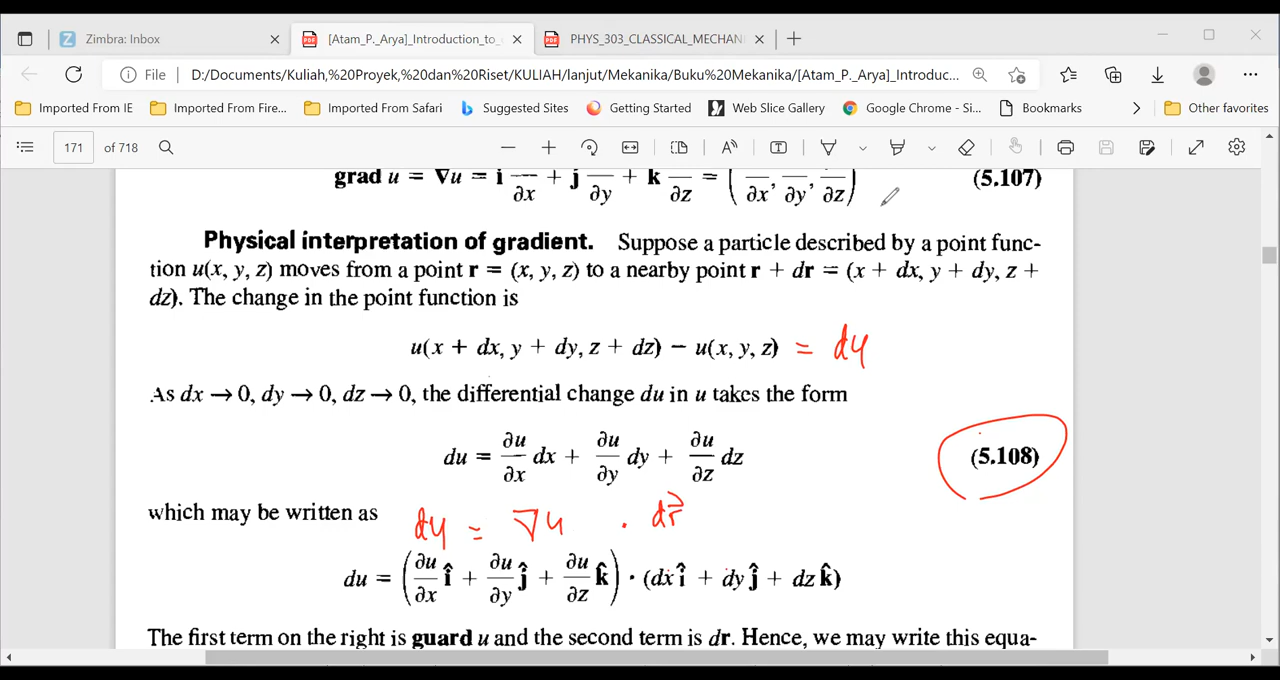 Zimbra: Inbox
[Atam_P._Arya]_Introduction_to_
PHYS_303_CLASSICAL_MECHAN
File
D:/Documents/Kuliah,%20Proyek,%20dan%20Riset/KULIAH/lanjut/Mekanika/Buku%20Mekanika/[Atam_P._Arya]_Introduc...
Imported From IE
Imported From Fire...
Imported From Safari
Suggested Sites
Getting Started
Web Slice Gallery
Google Chrome - Si...
Bookmarks
Other favorites
171 of 718
grad u = ∇u = i ∂x + j ∂y + k ∂z = (∂x, ∂y, ∂z) (5.107)
Physical interpretation of gradient. Suppose a particle described by a point func-
tion u(x, y, z) moves from a point r = (x, y, z) to a nearby point r + dr = (x + dx, y + dy, z +
dz). The change in the point function is
u(x + dx, y + dy, z + dz) − u(x, y, z) = du
As dx → 0, dy → 0, dz → 0, the differential change du in u takes the form
du = ∂u/∂x dx + ∂u/∂y dy + ∂u/∂z dz (5.108)
which may be written as du = ∇u · dr⃗
du = (∂u/∂x î + ∂u/∂y ĵ + ∂u/∂z k̂) · (dxî + dyĵ + dzk̂)
The first term on the right is guard u and the second term is dr. Hence, we may write this equa-